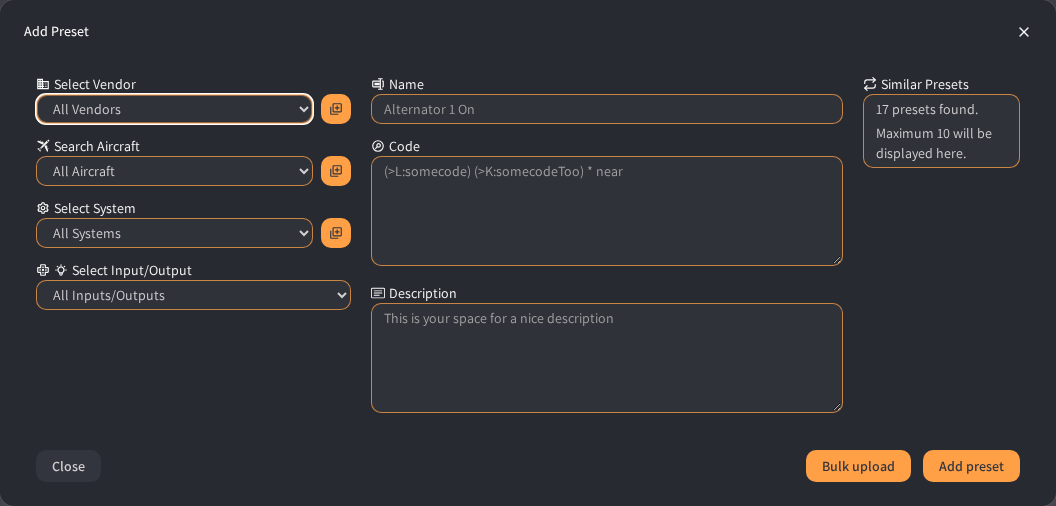 Add Preset
Select Vendor
All Vendors
Search Aircraft
All Aircraft
Select System
All Systems
Select Input/Output
All Inputs/Outputs
Name
Alternator 1 On
Code
(>L:somecode) (>K:somecodeToo) * near
Description
This is your space for a nice description
Similar Presets
17 presets found.
Maximum 10 will be
displayed here.
Close
Bulk upload
Add preset